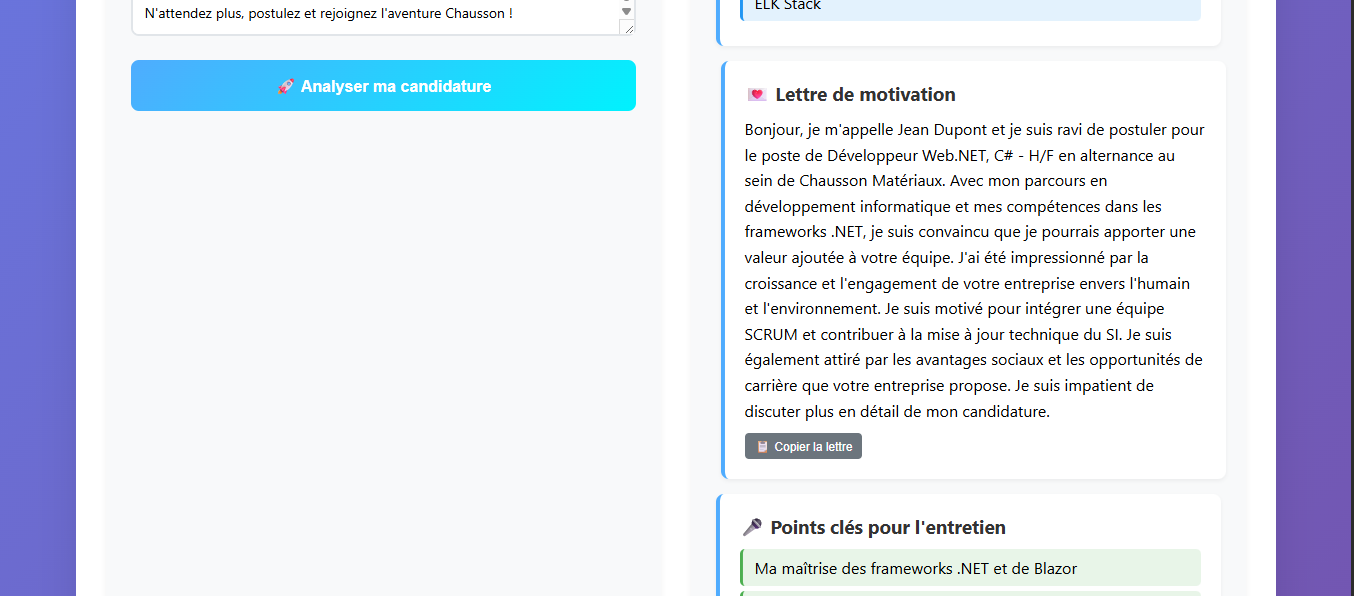 N'attendez plus, postulez et rejoignez l'aventure Chausson !
🚀 Analyser ma candidature
ELK Stack
💌 Lettre de motivation
Bonjour, je m'appelle Jean Dupont et je suis ravi de postuler pour
le poste de Développeur Web.NET, C# - H/F en alternance au
sein de Chausson Matériaux. Avec mon parcours en
développement informatique et mes compétences dans les
frameworks .NET, je suis convaincu que je pourrais apporter une
valeur ajoutée à votre équipe. J'ai été impressionné par la
croissance et l'engagement de votre entreprise envers l'humain
et l'environnement. Je suis motivé pour intégrer une équipe
SCRUM et contribuer à la mise à jour technique du SI. Je suis
également attiré par les avantages sociaux et les opportunités de
carrière que votre entreprise propose. Je suis impatient de
discuter plus en détail de mon candidature.
📋 Copier la lettre
🎤 Points clés pour l'entretien
Ma maîtrise des frameworks .NET et de Blazor